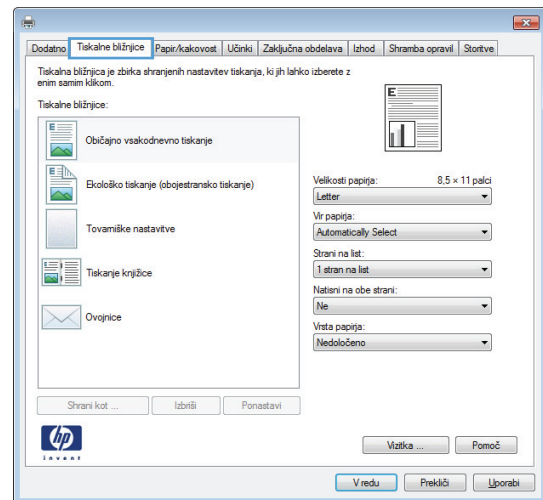 Dodatno Tiskalne bližnjice Papir/kakovost Učinki Zaključna obdelava Izhod Shramba opravil Storitve
Tiskalna bližnjica je zbirka shranjenih nastavitev tiskanja, ki jih lahko izberete z
enim samim klikom.
Tiskalne bližnjice:
Običajno vsakodnevno tiskanje
Ekološko tiskanje (obojestransko tiskanje)
Tovarniške nastavitve
Tiskanje knjižice
Ovojnice
Shrani kot ... Izbriši Ponastavi
E
Velikosti papirja: 8,5 × 11 palci
Letter
Vir papirja:
Automatically Select
Strani na list:
1 stran na list
Natisni na obe strani:
Ne
Vrsta papirja:
Nedoločeno
hp
invent
Vizitka ... Pomoč
V redu Prekliči Uporabi